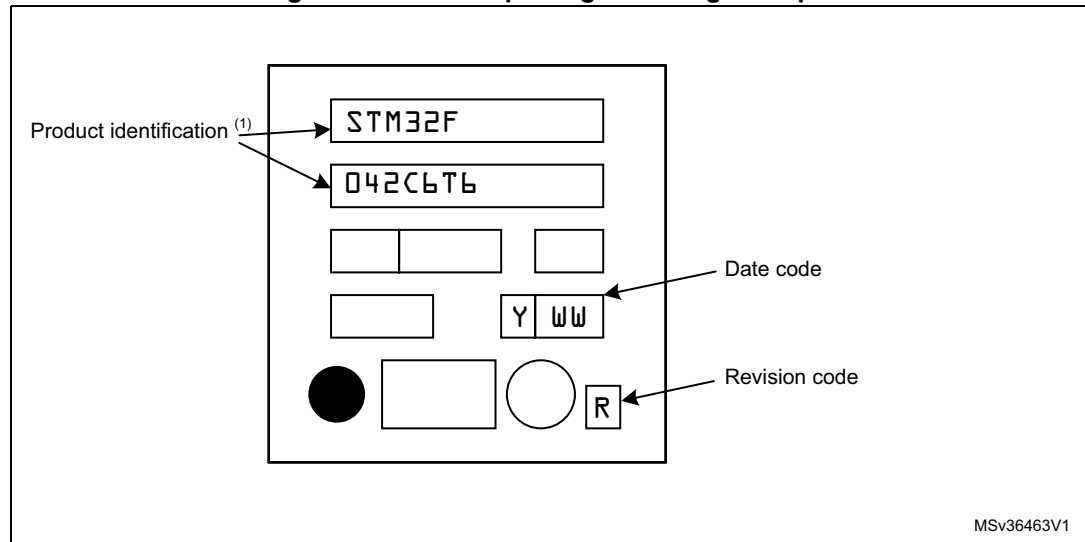 STM32F
Product identification (1)
042C6T6
Date code
Y WW
Revision code
R
MSv36463V1